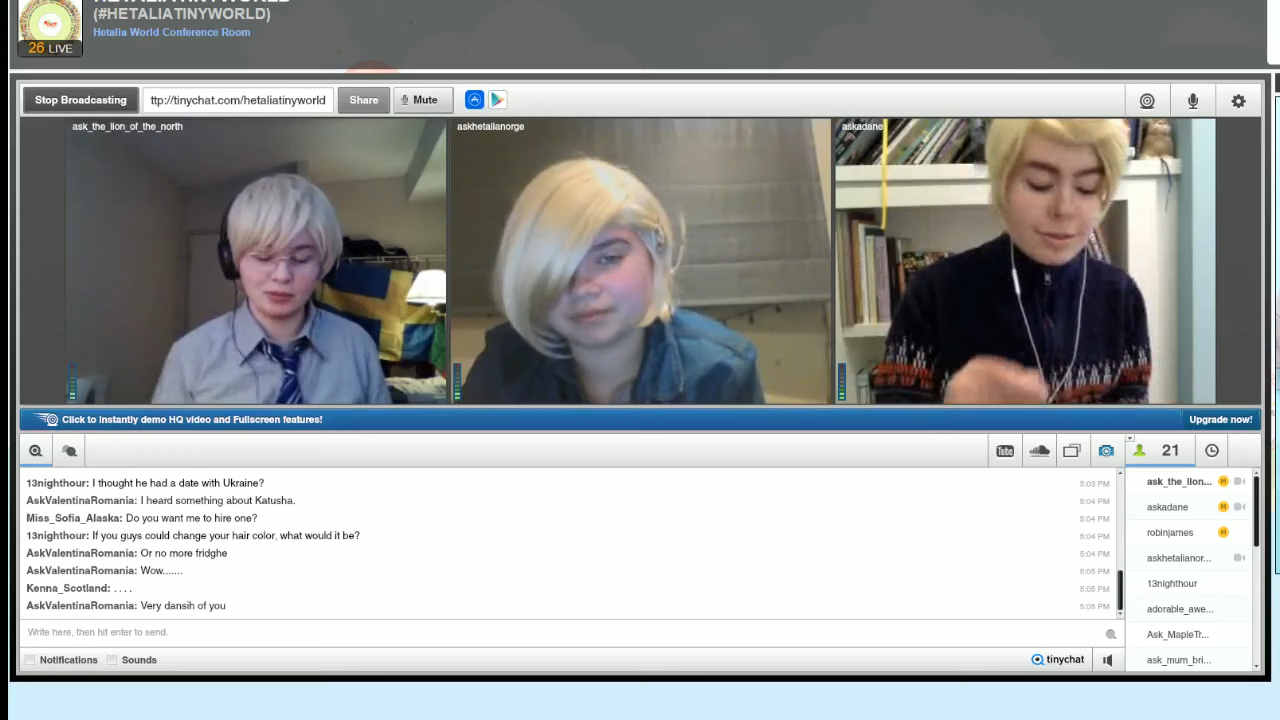 HETALIATINYWORLD
(#HETALIATINYWORLD)
Hetalia World Conference Room
26 LIVE
Stop Broadcasting
ttp://tinychat.com/hetaliatinyworld
Share
Mute
ask_the_lion_of_the_north
askhetalianorge
askadane
Click to instantly demo HQ video and Fullscreen features!
Upgrade now!
You Tube
21
13nighthour: I thought he had a date with Ukraine? 5:03 PM
AskValentinaRomania: I heard something about Katusha. 5:04 PM
Miss_Sofia_Alaska: Do you want me to hire one? 5:04 PM
13nighthour: If you guys could change your hair color, what would it be? 5:04 PM
AskValentinaRomania: Or no more fridghe 5:04 PM
AskValentinaRomania: Wow....... 5:05 PM
Kenna_Scotland: . . . . 5:05 PM
AskValentinaRomania: Very dansih of you 5:05 PM
Write here, then hit enter to send.
Notifications
Sounds
tinychat
ask_the_lion... M
askadane M
robinjames M
askhetalianor...
13nighthour
adorable_awe...
Ask_MapleTr...
ask_mum_bri...